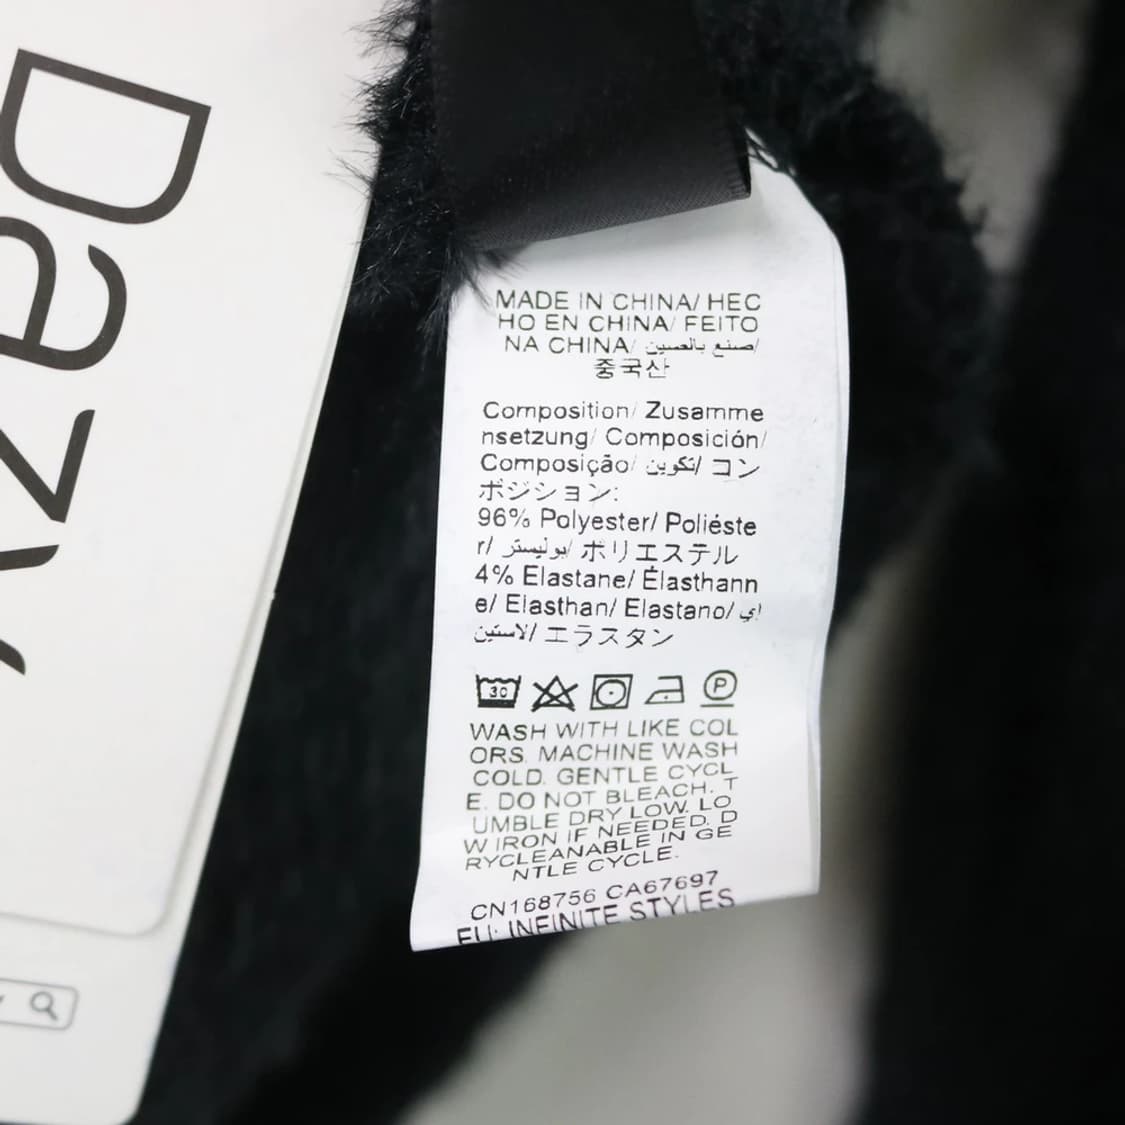 Dazy
MADE IN CHINA/ HEC
HO EN CHINA/ FEITO
NA CHINA/ صنع بالصين/
중국산
Composition/ Zusamme
nsetzung/ Composición/
Composição/ تكوين/ コン
ポジション:
96% Polyester/ Poliéste
r/ بوليستر/ ポリエステル
4% Elastane/ Élasthann
e/ Elasthan/ Elastano/ إي
لاستين/ エラスタン
30
P
WASH WITH LIKE COL
ORS. MACHINE WASH
COLD. GENTLE CYCL
E. DO NOT BLEACH. T
UMBLE DRY LOW. LO
W IRON IF NEEDED. D
RYCLEANABLE IN GE
NTLE CYCLE.
CN168756 CA67697
EU: INFINITE STYLES